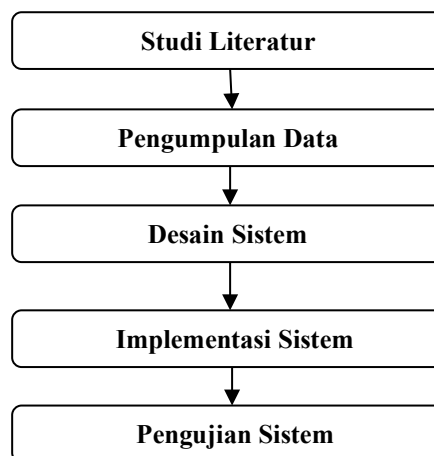 Studi Literatur
Pengumpulan Data
Desain Sistem
Implementasi Sistem
Pengujian Sistem